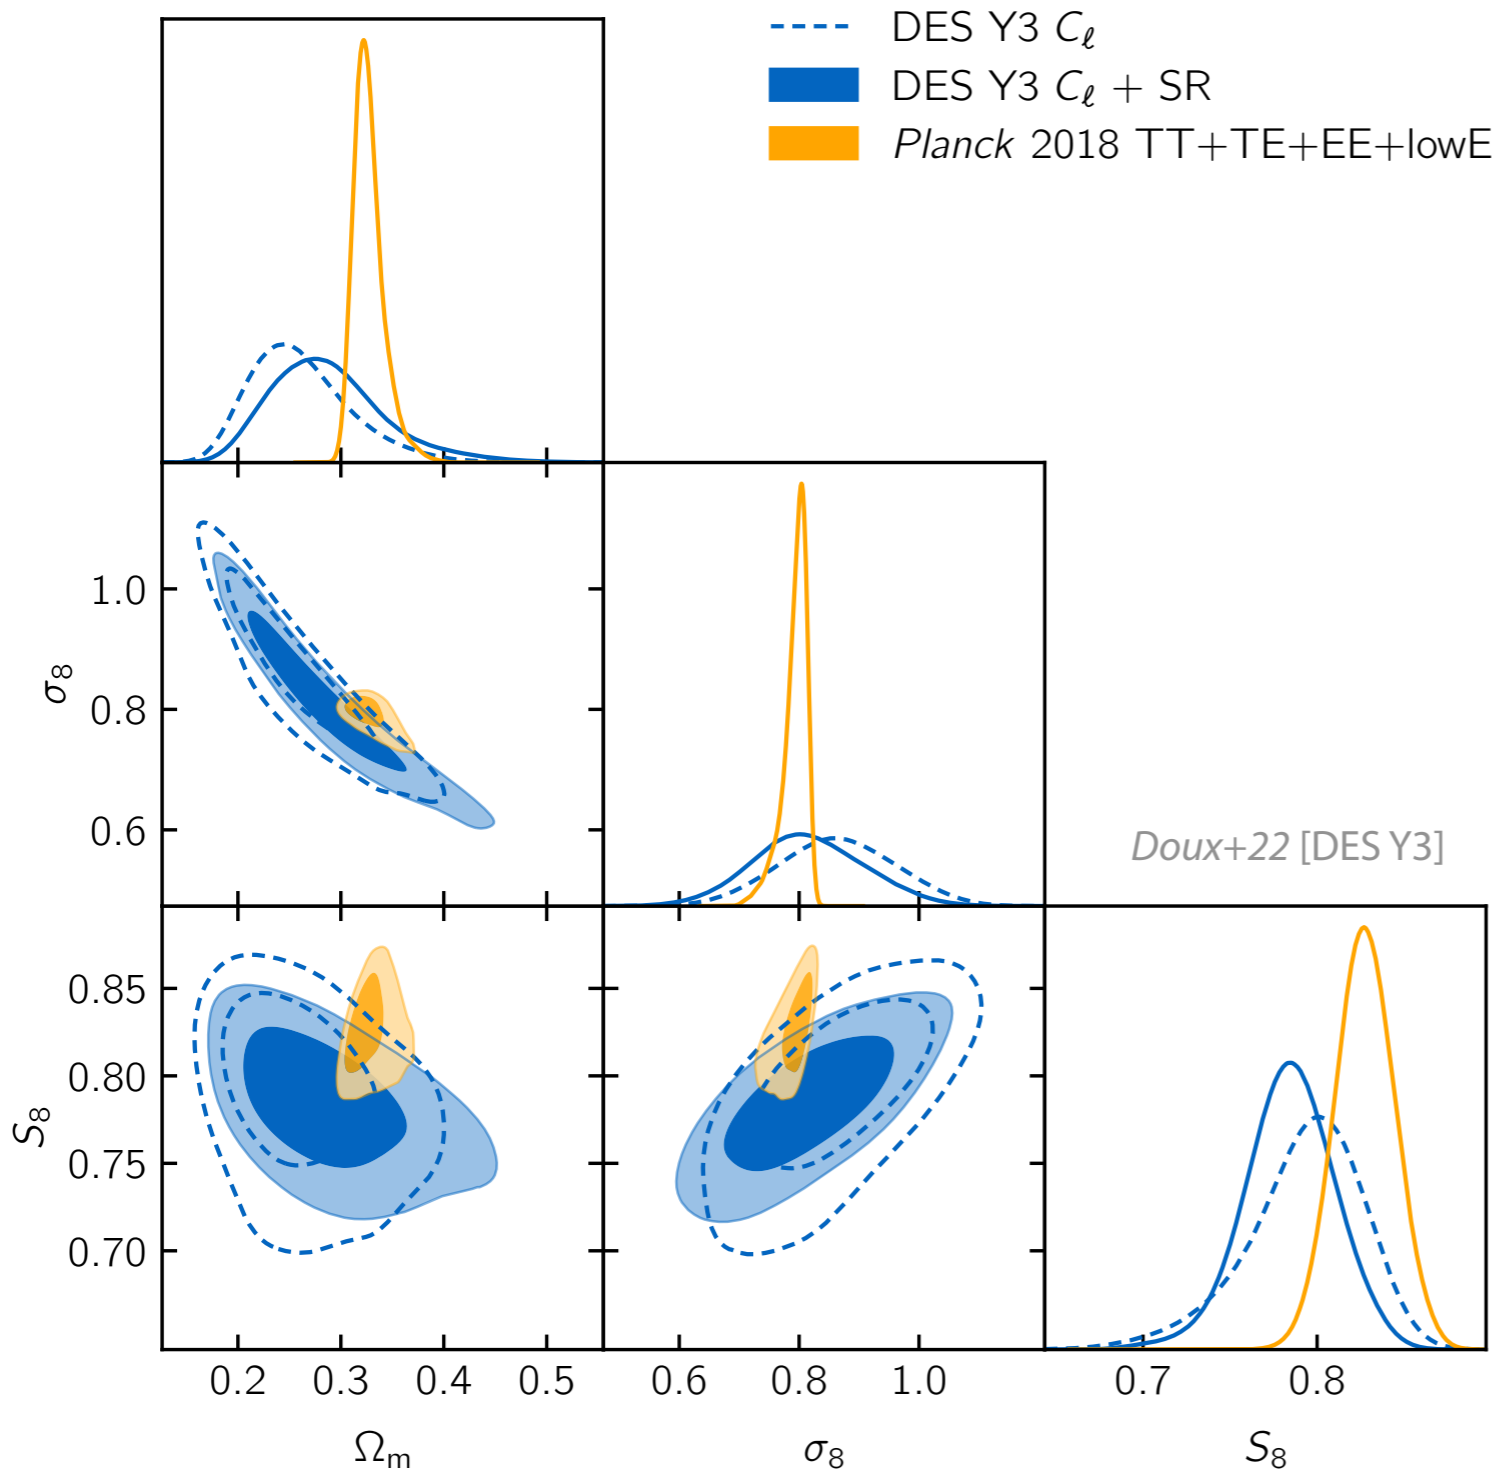 DES Y3 Cℓ
DES Y3 Cℓ + SR
Planck 2018 TT+TE+EE+lowE
1.0
0.8
0.6
σ8
Doux+22 [DES Y3]
0.85
0.80
0.75
0.70
S8
0.2 0.3 0.4 0.5 0.6 0.8 1.0 0.7 0.8
Ωm σ8 S8